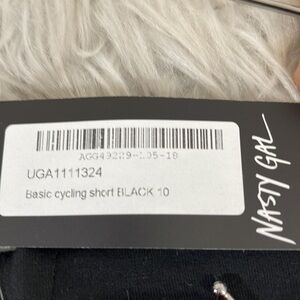 AGG49229-105-18
UGA1111324
Basic cycling short BLACK 10
NASTY GAL